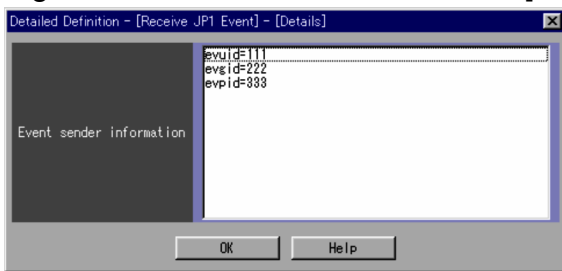 Detailed Definition - [Receive JP1 Event] - [Details]
Event sender information
evuid=111
evgid=222
evpid=333
OK
Help